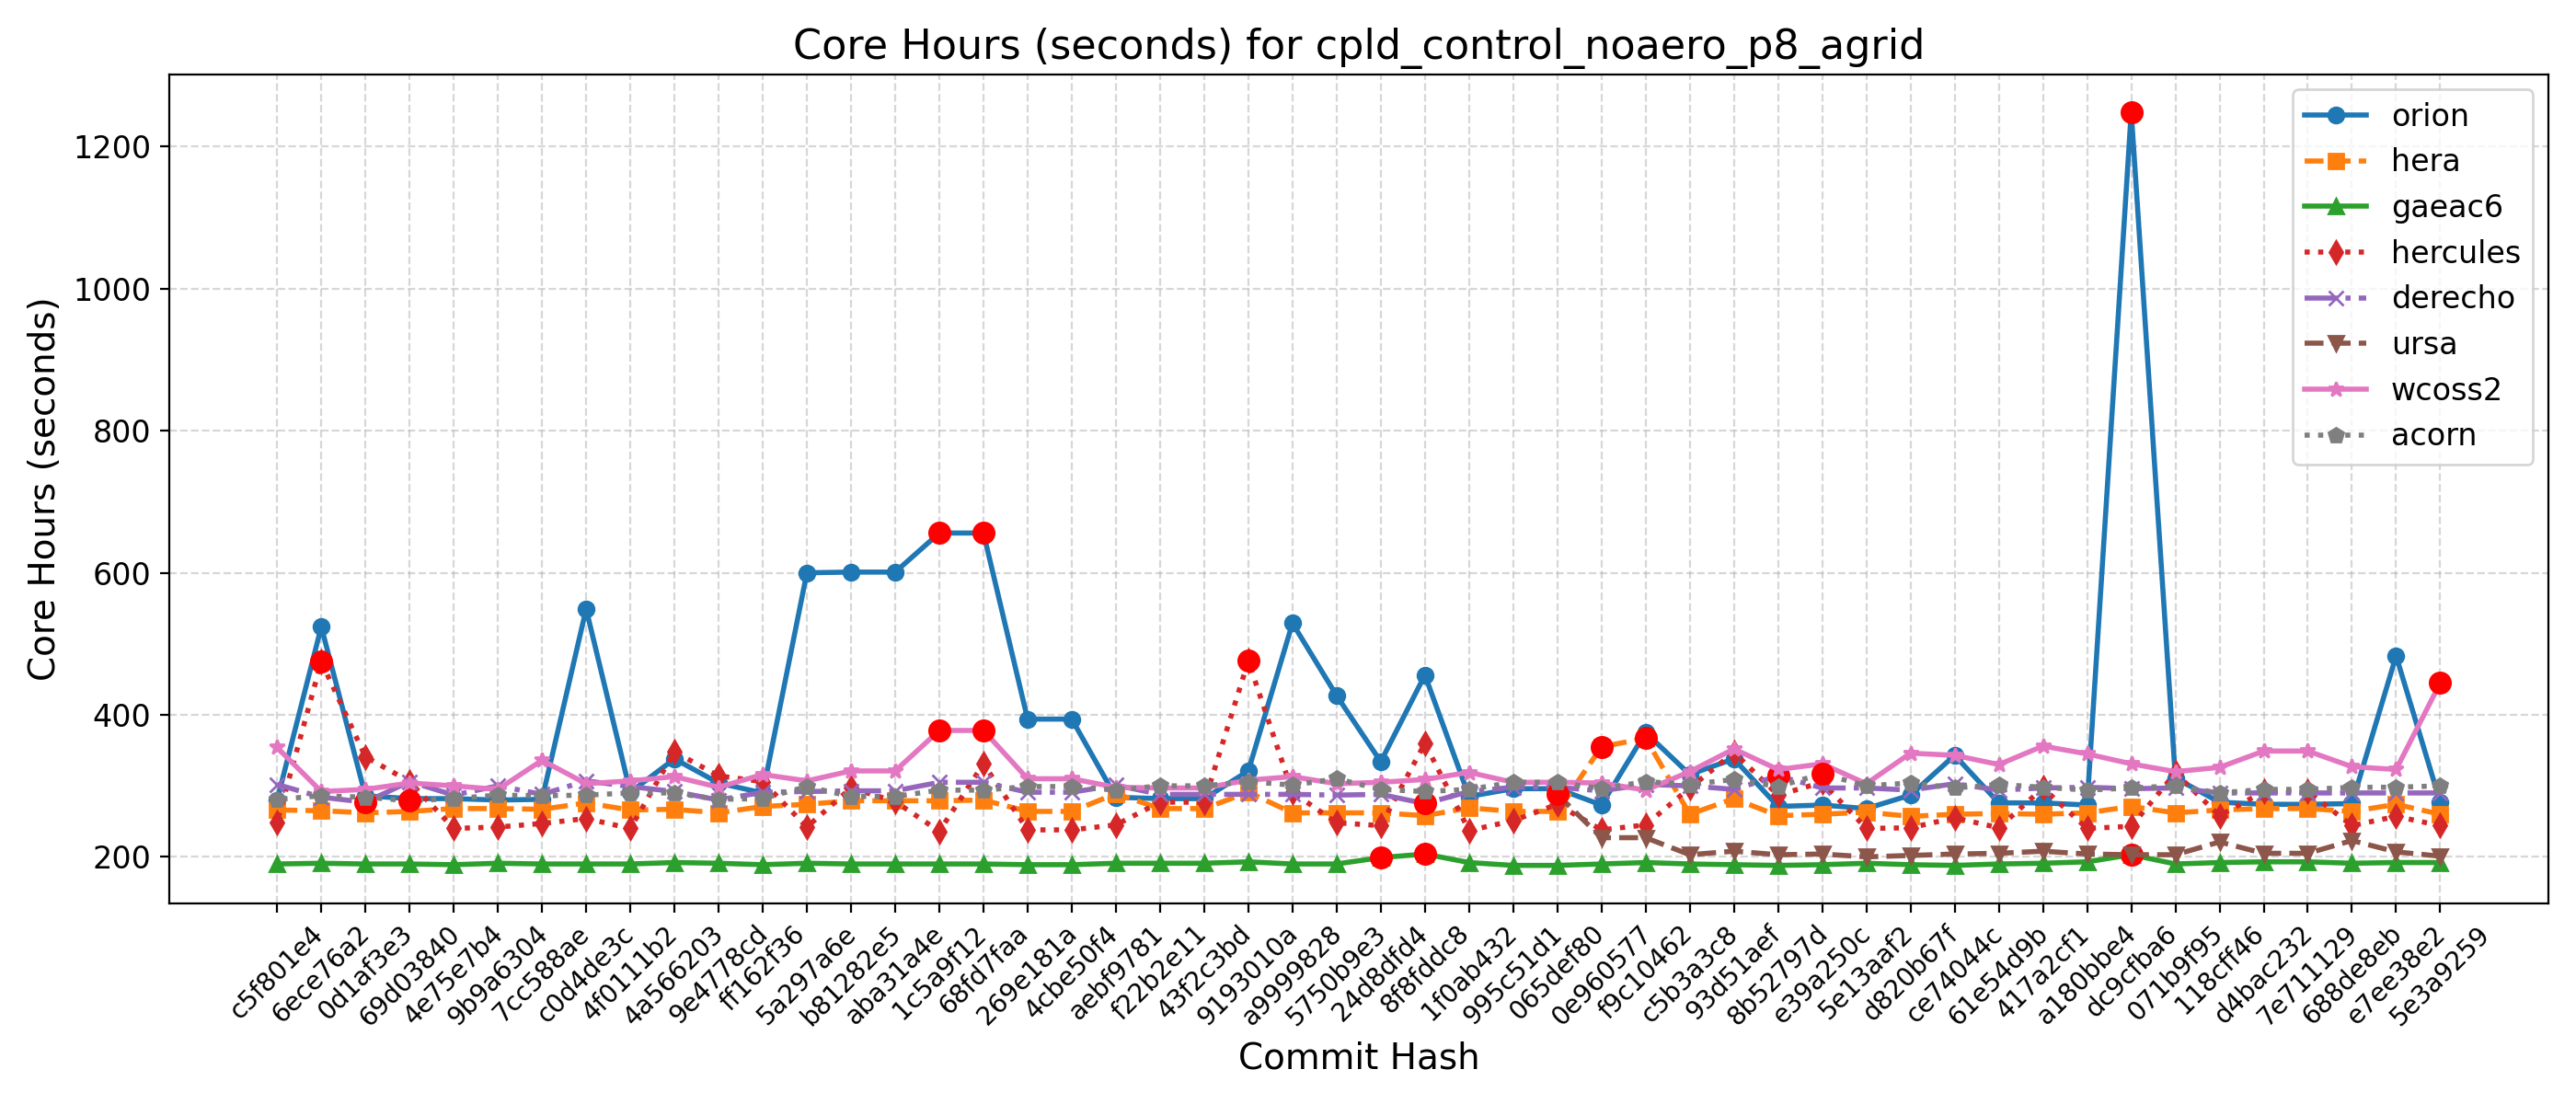 Core Hours (seconds) for cpld_control_noaero_p8_agrid
Core Hours (seconds)
1200
1000
800
600
400
200
orion
hera
gaeac6
hercules
derecho
ursa
wcoss2
acorn
c5f801e4
6ece76a2
0d1af3e3
69d03840
4e75e7b4
9b9a6304
7cc588ae
c0d4de3c
4f0111b2
4a566203
9e4778cd
ff162f36
5a297a6e
b81282e5
aba31a4e
1c5a9f12
68fd7faa
269e181a
4cbe50f4
aebf9781
f22b2e11
43f2c3bd
9193010a
a9999828
5750b9e3
24d8dfd4
8f8fddc8
1f0ab432
995c51d1
065def80
0e960577
f9c10462
c5b3a3c8
93d51aef
8b52797d
e39a250c
5e13aaf2
d820b67f
ce74044c
61e54d9b
417a2cf1
a180bbe4
dc9cfba6
071b9f95
118cff46
d4bac232
7e711129
688de8eb
e7ee38e2
5e3a9259
Commit Hash